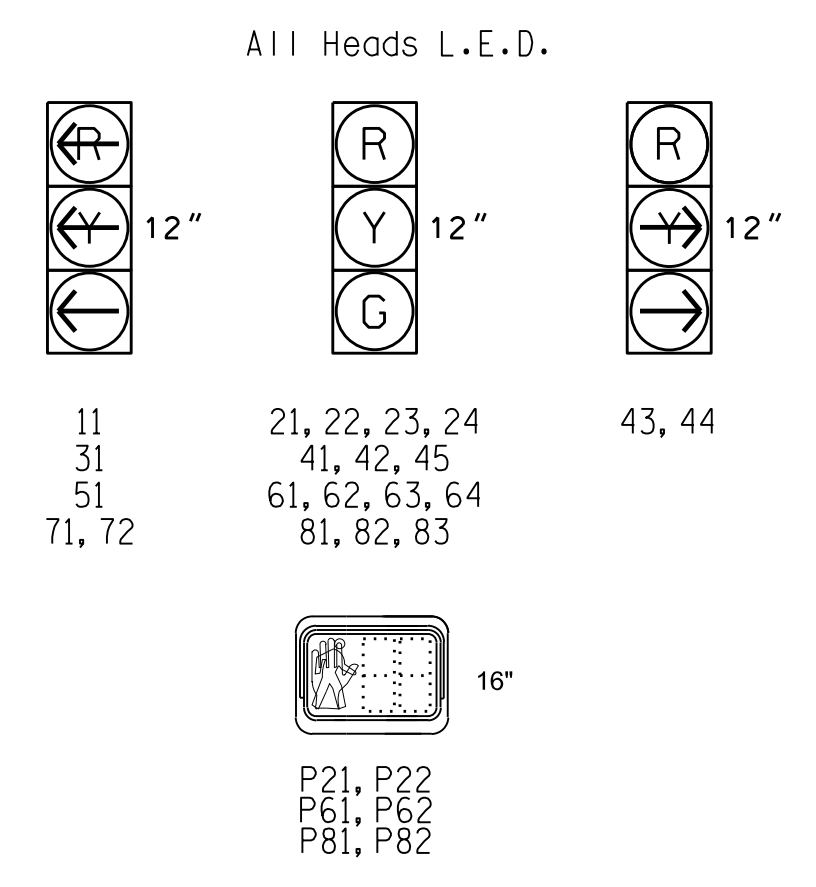 All Heads L.E.D.
R R R
Y 12" Y 12" Y 12"
G
11 21, 22, 23, 24 43, 44
31 41, 42, 45
51 61, 62, 63, 64
71, 72 81, 82, 83
16"
P21, P22
P61, P62
P81, P82